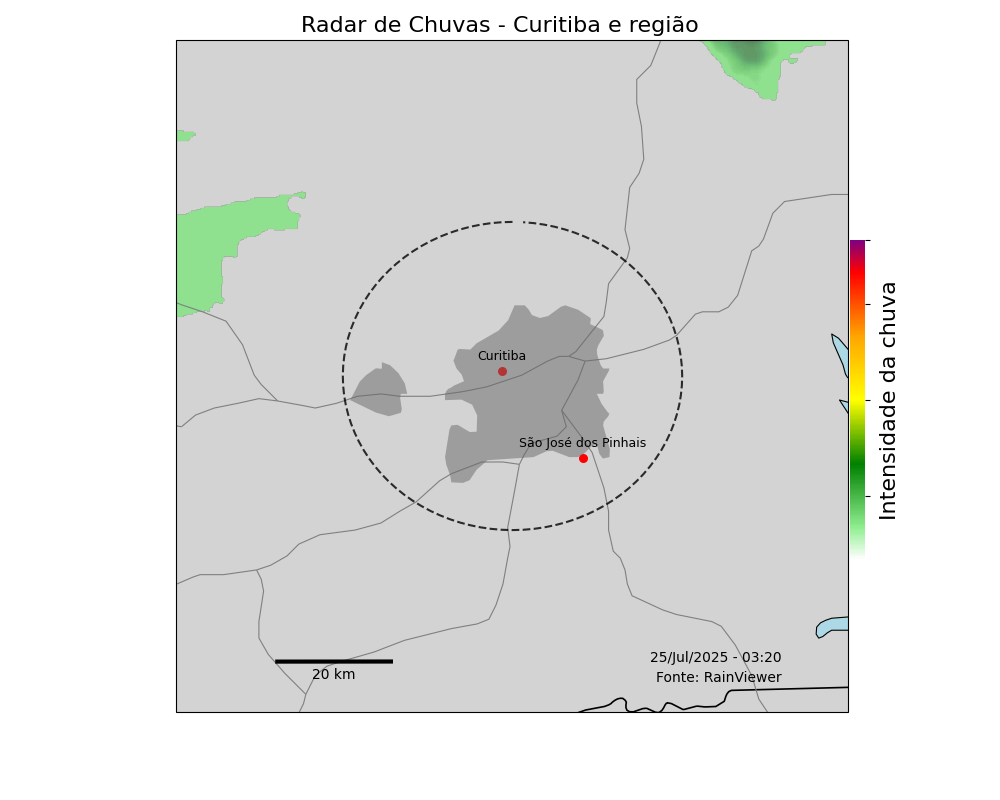 Radar de Chuvas - Curitiba e região
Curitiba
São José dos Pinhais
Intensidade da chuva
25/Jul/2025 - 03:20
Fonte: RainViewer
20 km